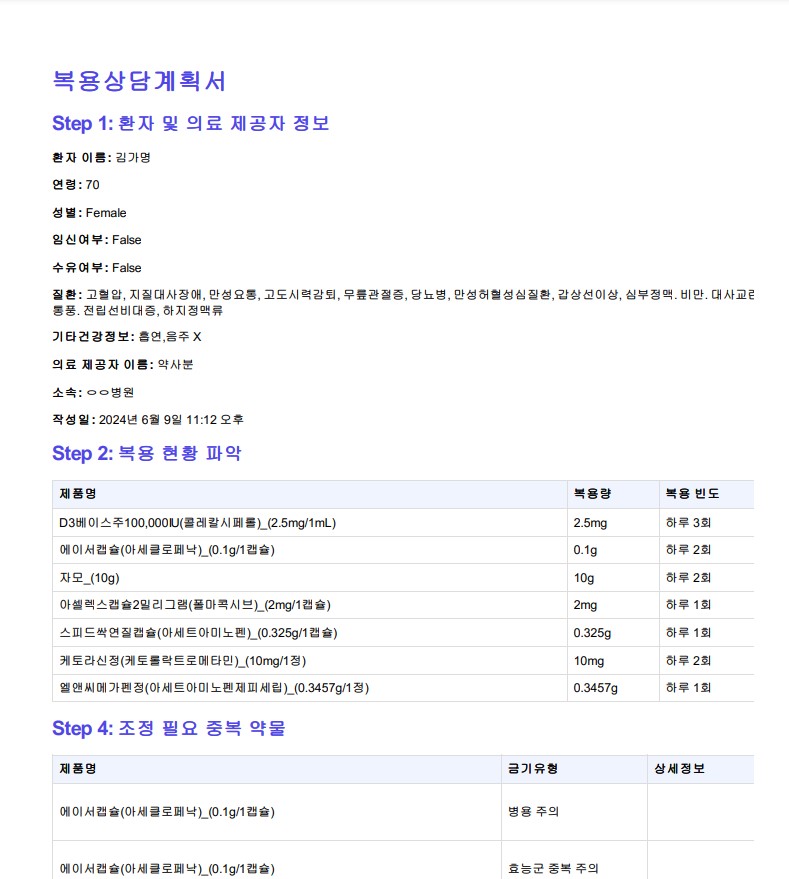 복용상담계획서
Step 1: 환자 및 의료 제공자 정보
환자 이름: 김가명
연령: 70
성별: Female
임신여부: False
수유여부: False
질환: 고혈압, 지질대사장애, 만성요통, 고도시력감퇴, 무릎관절증, 당뇨병, 만성허혈성심질환, 갑상선이상, 심부정맥. 비만. 대사교란
통풍. 전립선비대증, 하지정맥류
기타건강정보: 흡연,음주 X
의료 제공자 이름: 약사분
소속: ㅇㅇ병원
작성일: 2024년 6월 9일 11:12 오후
Step 2: 복용 현황 파악
제품명 복용량 복용 빈도
D3베이스주100,000IU(콜레칼시페롤)_(2.5mg/1mL) 2.5mg 하루 3회
에이서캡슐(아세클로페낙)_(0.1g/1캡슐) 0.1g 하루 2회
자모_(10g) 10g 하루 2회
아셀렉스캡슐2밀리그램(폴마콕시브)_(2mg/1캡슐) 2mg 하루 1회
스피드싹연질캡슐(아세트아미노펜)_(0.325g/1캡슐) 0.325g 하루 1회
케토라신정(케토롤락트로메타민)_(10mg/1정) 10mg 하루 2회
엘앤씨메가펜정(아세트아미노펜제피세립)_(0.3457g/1정) 0.3457g 하루 1회
Step 4: 조정 필요 중복 약물
제품명 금기유형 상세정보
에이서캡슐(아세클로페낙)_(0.1g/1캡슐) 병용 주의
에이서캡슐(아세클로페낙)_(0.1g/1캡슐) 효능군 중복 주의